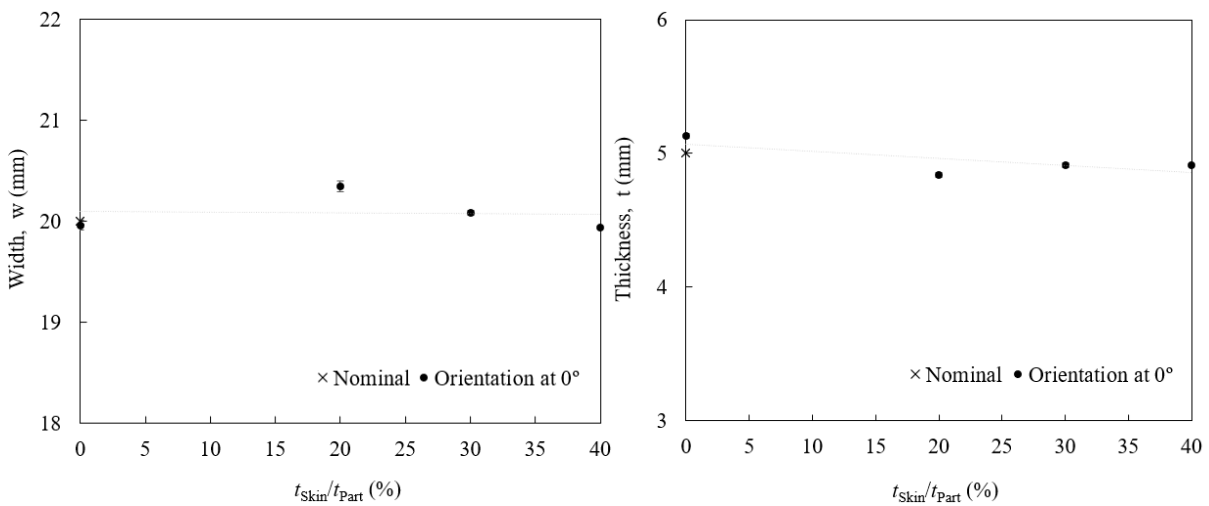 22
21
20
19
18
Width, w (mm)
× Nominal ● Orientation at 0°
0 5 10 15 20 25 30 35 40
tSkin/tPart (%)
6
5
4
3
Thickness, t (mm)
× Nominal ● Orientation at 0°
0 5 10 15 20 25 30 35 40
tSkin/tPart (%)